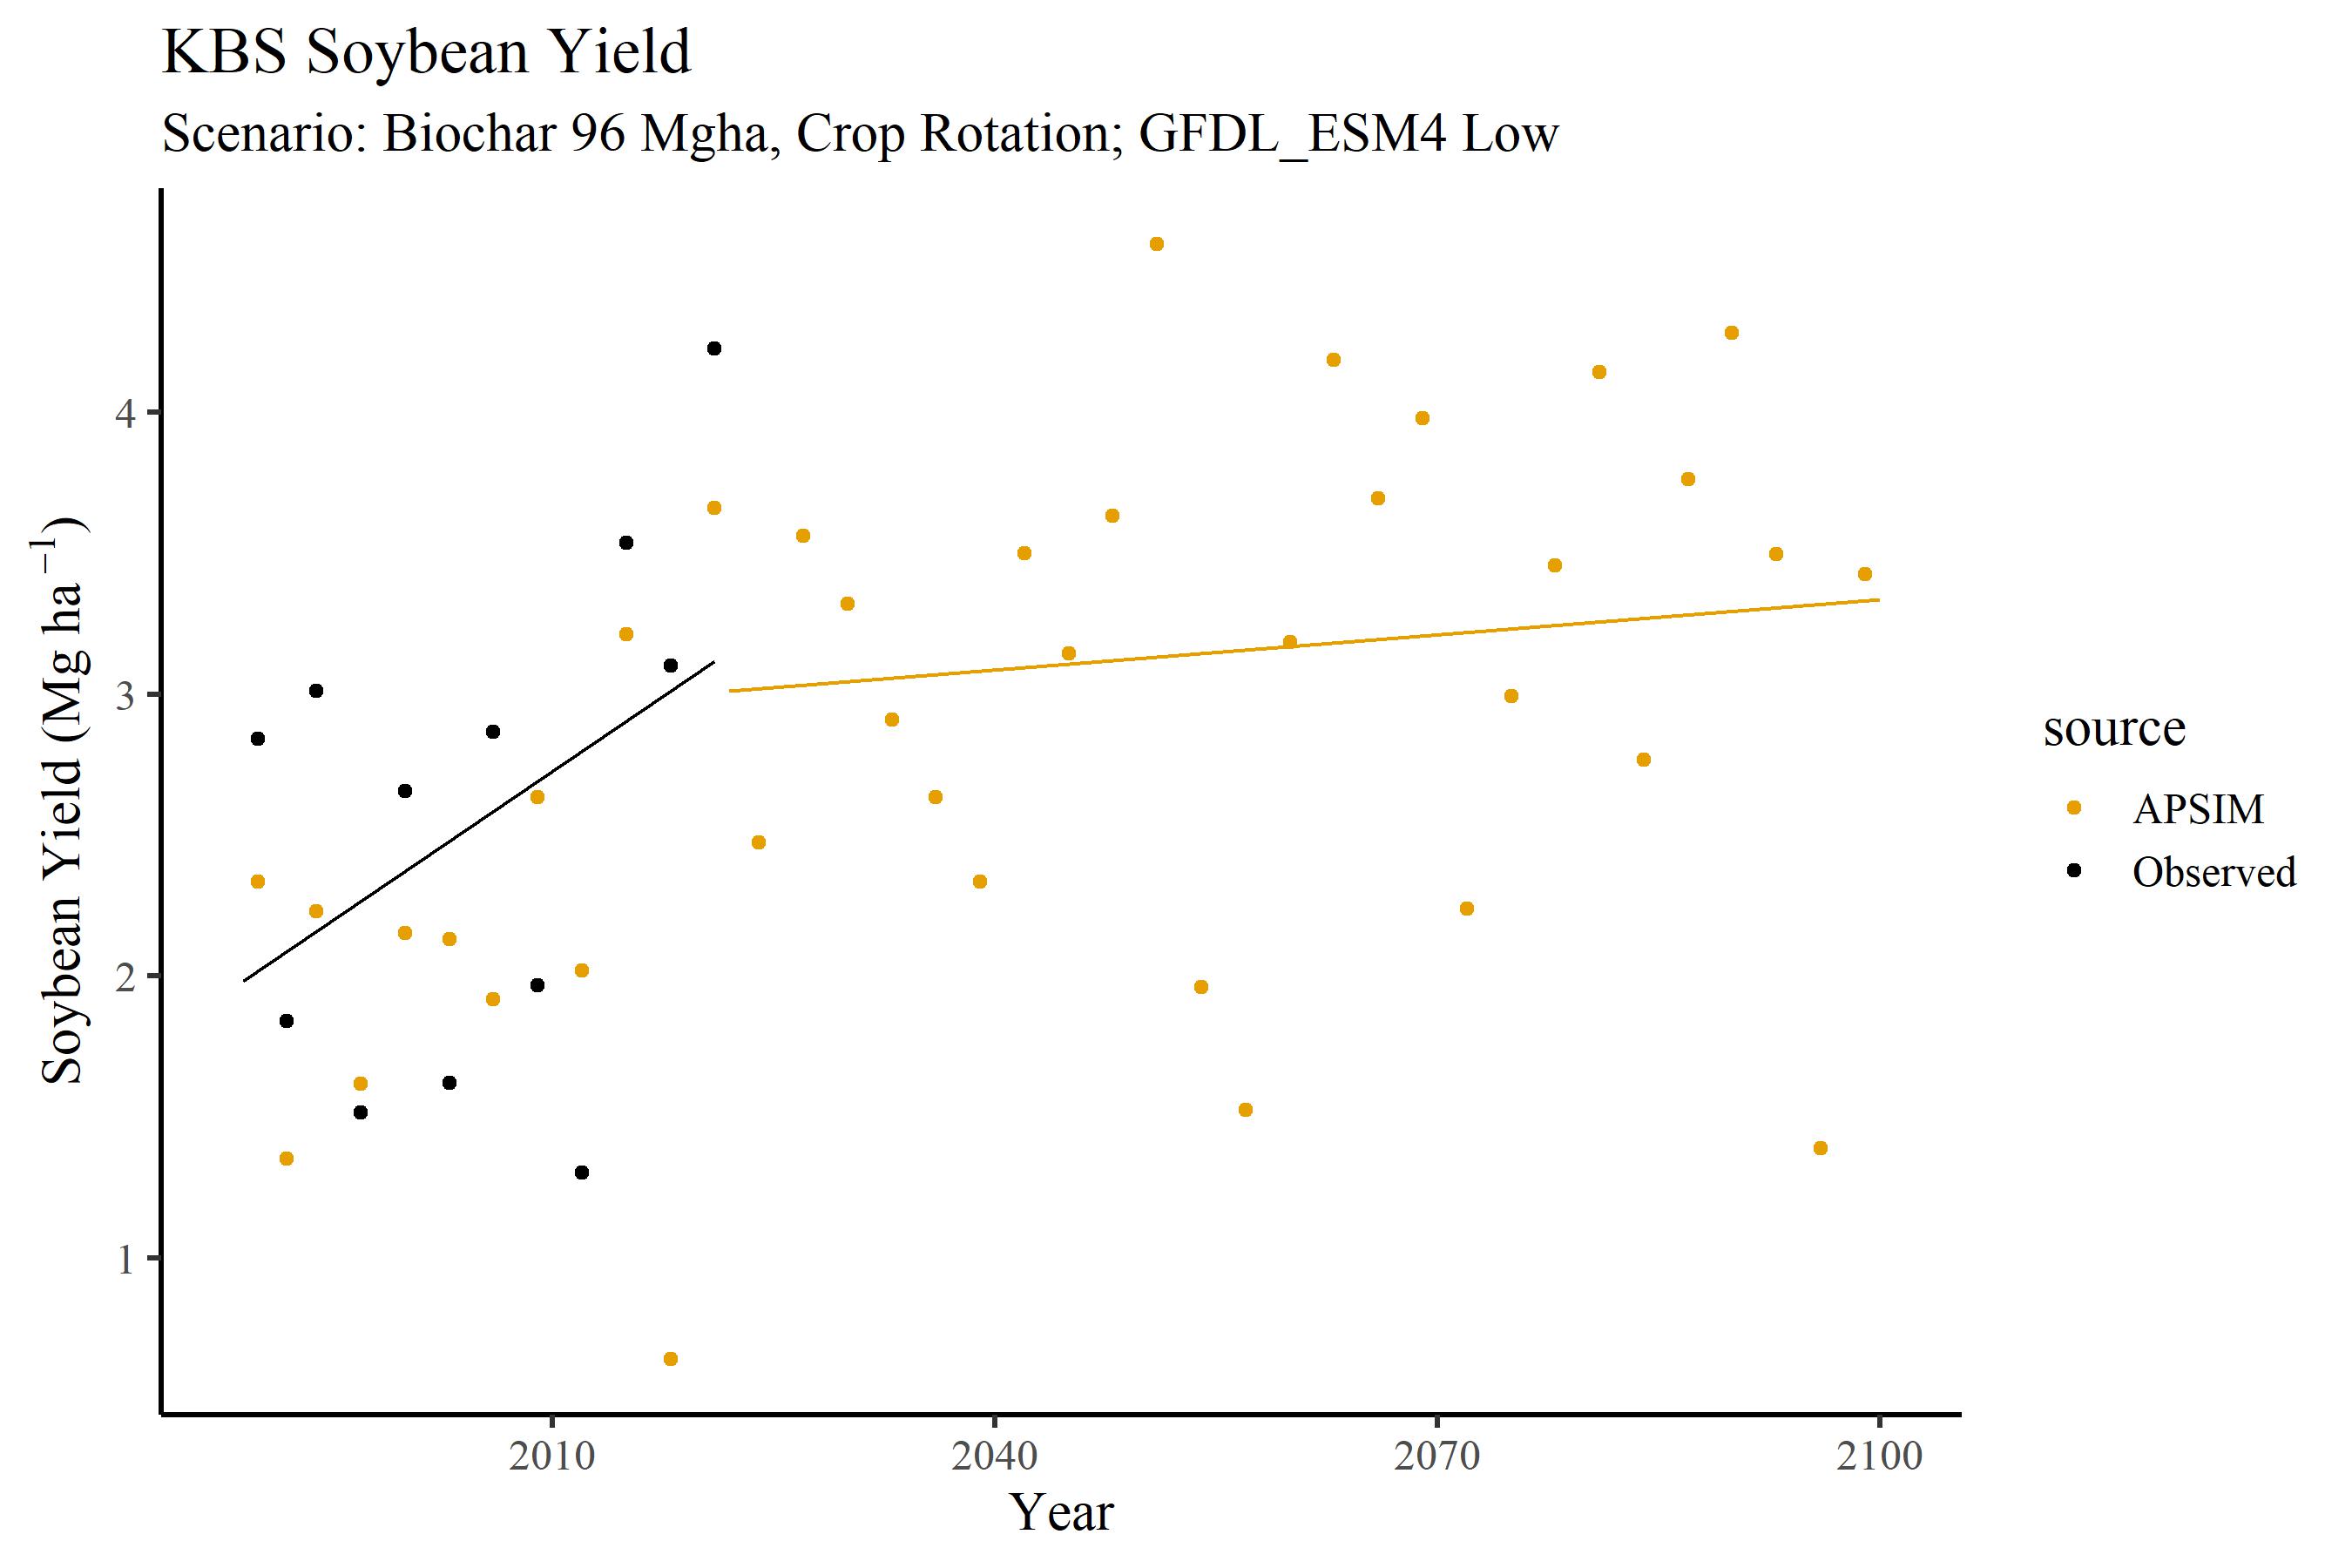 KBS Soybean Yield
Scenario: Biochar 96 Mgha, Crop Rotation; GFDL_ESM4 Low
Soybean Yield (Mg ha⁻¹)
4
3
2
1
2010 2040 2070 2100
Year
source
APSIM
Observed